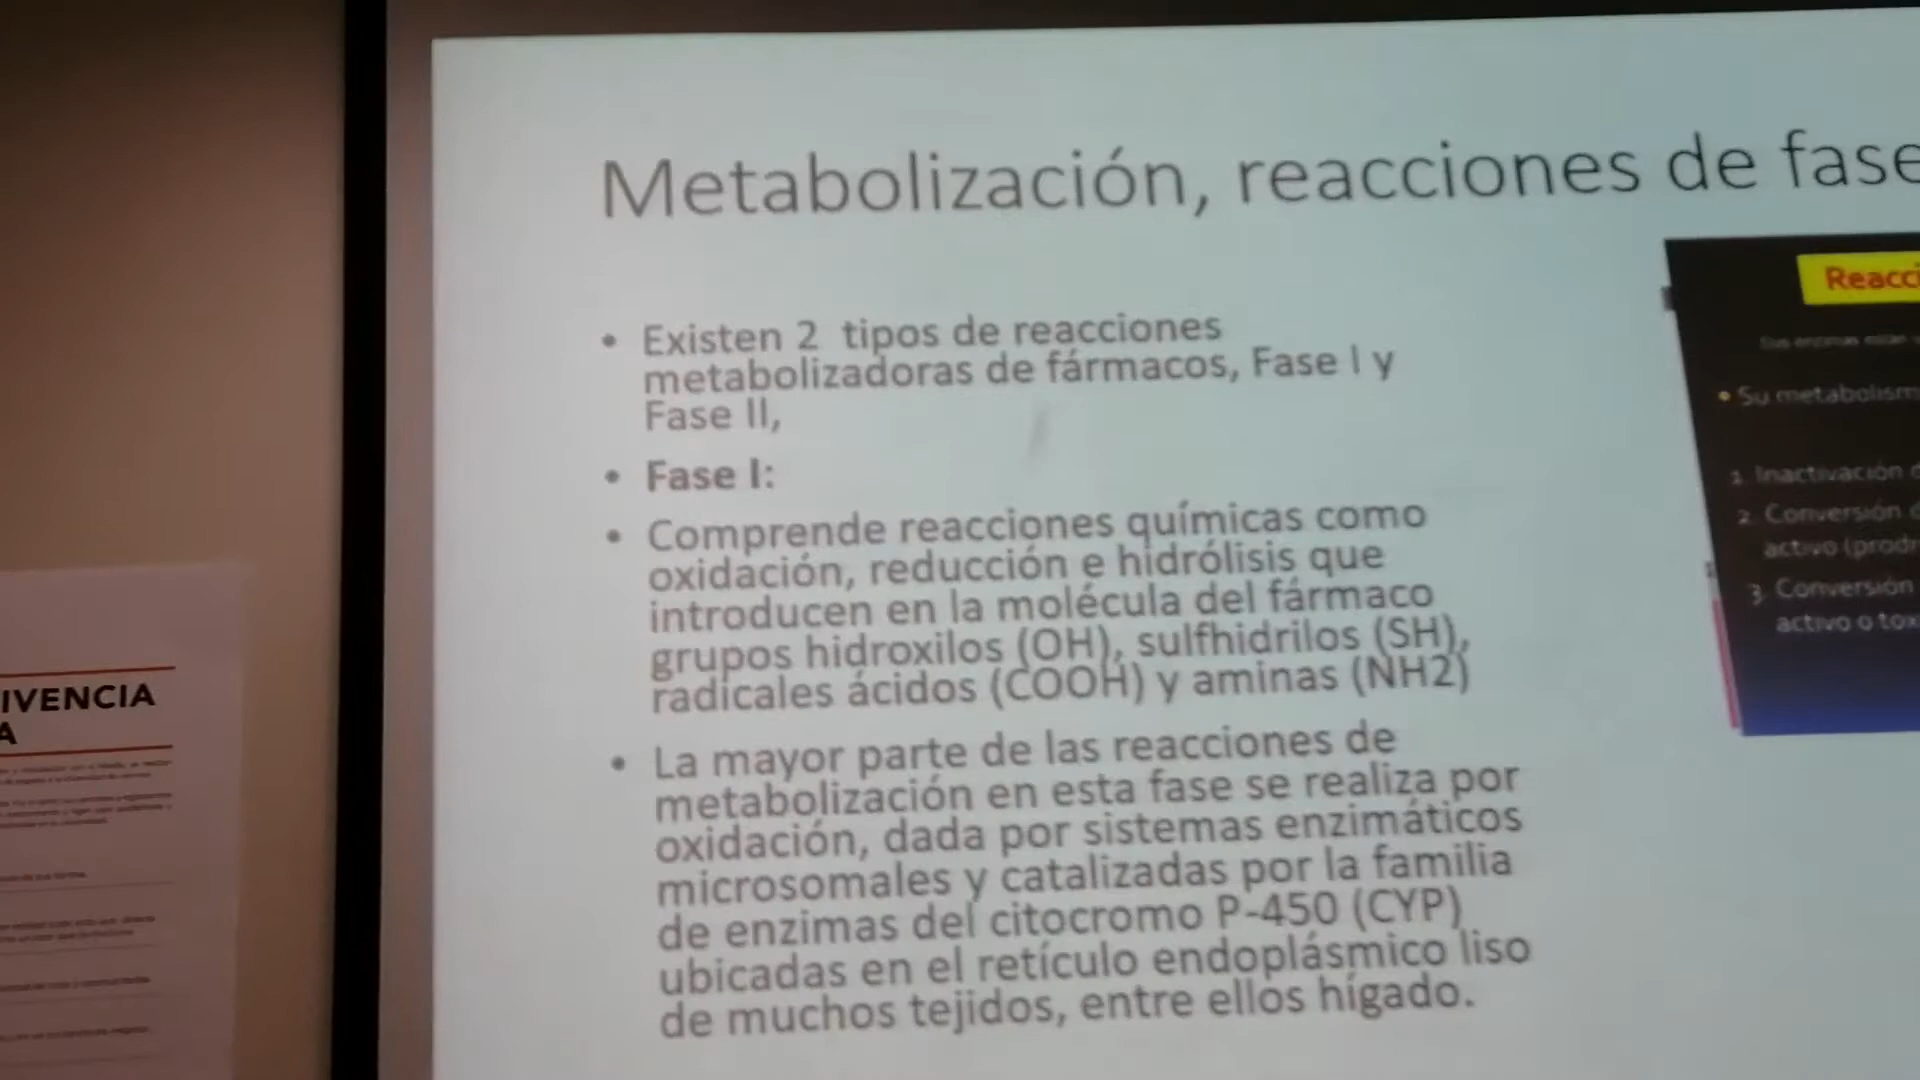 Metabolización, reacciones de fase
• Existen 2 tipos de reacciones
metabolizadoras de fármacos, Fase I y
Fase II,
• Fase I:
• Comprende reacciones químicas como
oxidación, reducción e hidrólisis que
introducen en la molécula del fármaco
grupos hidroxilos (OH), sulfhidrilos (SH),
radicales ácidos (COOH) y aminas (NH2)
• La mayor parte de las reacciones de
metabolización en esta fase se realiza por
oxidación, dada por sistemas enzimáticos
microsomales y catalizadas por la familia
de enzimas del citocromo P-450 (CYP)
ubicadas en el retículo endoplásmico liso
de muchos tejidos, entre ellos hígado.
Reacci
• Su metabolism
1. Inactivación
2. Conversión
activo (prodr
3. Conversión
activo o tox
IVENCIA
A